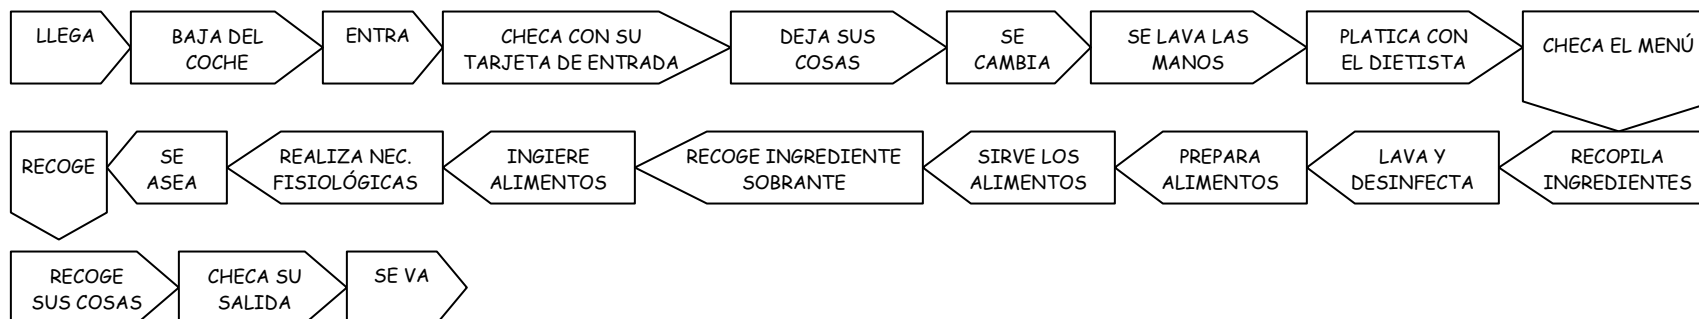 LLEGA
BAJA DEL
COCHE
ENTRA
CHECA CON SU
TARJETA DE ENTRADA
DEJA SUS
COSAS
SE
CAMBIA
SE LAVA LAS
MANOS
PLATICA CON
EL DIETISTA
CHECA EL MENÚ
RECOPILA
INGREDIENTES
LAVA Y
DESINFECTA
PREPARA
ALIMENTOS
SIRVE LOS
ALIMENTOS
RECOGE INGREDIENTE
SOBRANTE
INGIERE
ALIMENTOS
REALIZA NEC.
FISIOLÓGICAS
SE
ASEA
RECOGE
RECOGE
SUS COSAS
CHECA SU
SALIDA
SE VA